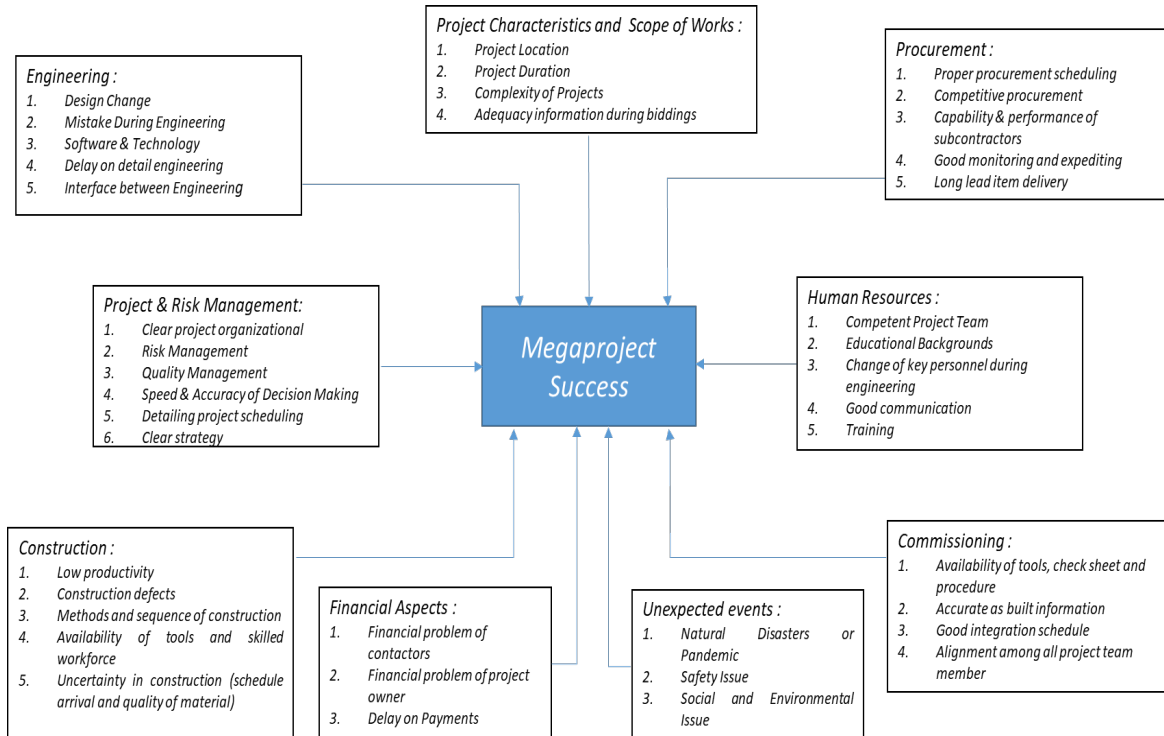 Project Characteristics and Scope of Works :
1. Project Location
2. Project Duration
3. Complexity of Projects
4. Adequacy information during biddings
Engineering :
1. Design Change
2. Mistake During Engineering
3. Software & Technology
4. Delay on detail engineering
5. Interface between Engineering
Procurement :
1. Proper procurement scheduling
2. Competitive procurement
3. Capability & performance of
subcontractors
4. Good monitoring and expediting
5. Long lead item delivery
Project & Risk Management:
1. Clear project organizational
2. Risk Management
3. Quality Management
4. Speed & Accuracy of Decision Making
5. Detailing project scheduling
6. Clear strategy
Megaproject
Success
Human Resources :
1. Competent Project Team
2. Educational Backgrounds
3. Change of key personnel during
engineering
4. Good communication
5. Training
Construction :
1. Low productivity
2. Construction defects
3. Methods and sequence of construction
4. Availability of tools and skilled
workforce
5. Uncertainty in construction (schedule
arrival and quality of material)
Financial Aspects :
1. Financial problem of
contactors
2. Financial problem of project
owner
3. Delay on Payments
Unexpected events :
1. Natural Disasters or
Pandemic
2. Safety Issue
3. Social and Environmental
Issue
Commissioning :
1. Availability of tools, check sheet and
procedure
2. Accurate as built information
3. Good integration schedule
4. Alignment among all project team
member